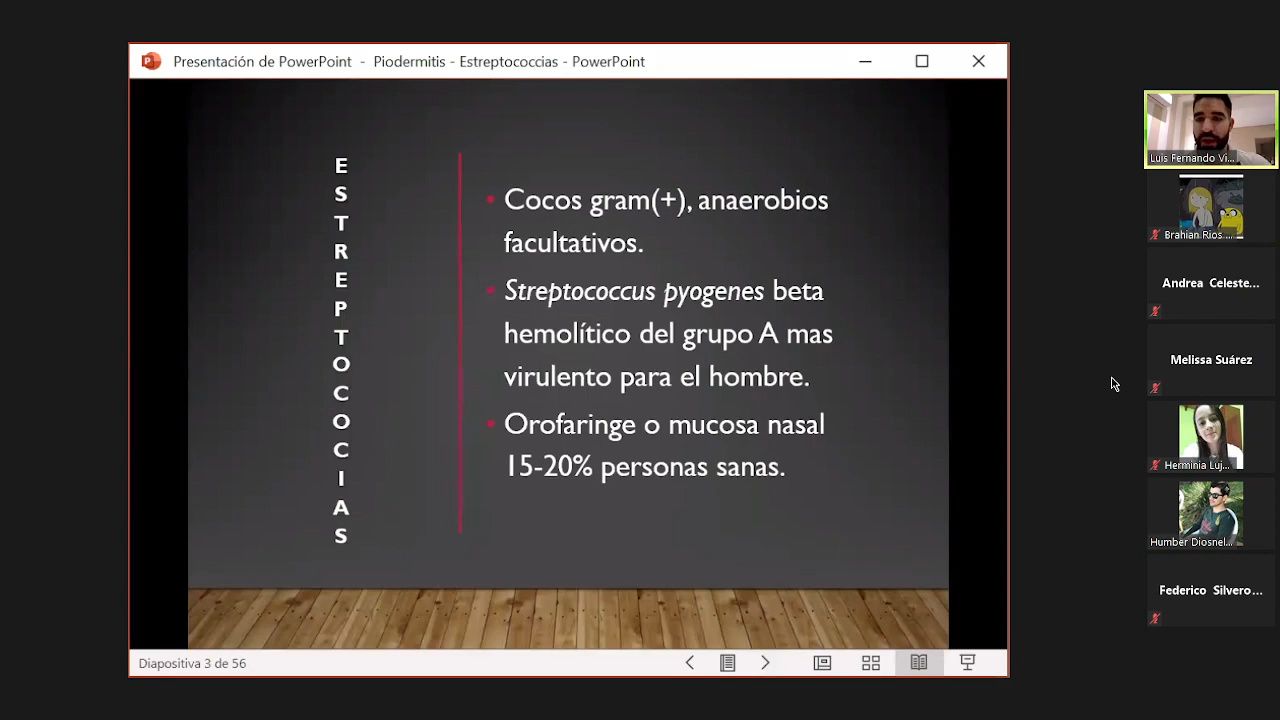 Presentación de PowerPoint - Piodermitis - Estreptococcias - PowerPoint
ESTREPTOCOCIAS
• Cocos gram(+), anaerobios
facultativos.
• Streptococcus pyogenes beta
hemolítico del grupo A mas
virulento para el hombre.
• Orofaringe o mucosa nasal
15-20% personas sanas.
Diapositiva 3 de 56
Luis Fernando Vi...
Brahian Rios ...
Andrea Celeste...
Melissa Suárez
Herminia Luj...
Humber Diosnel...
Federico Silvero...